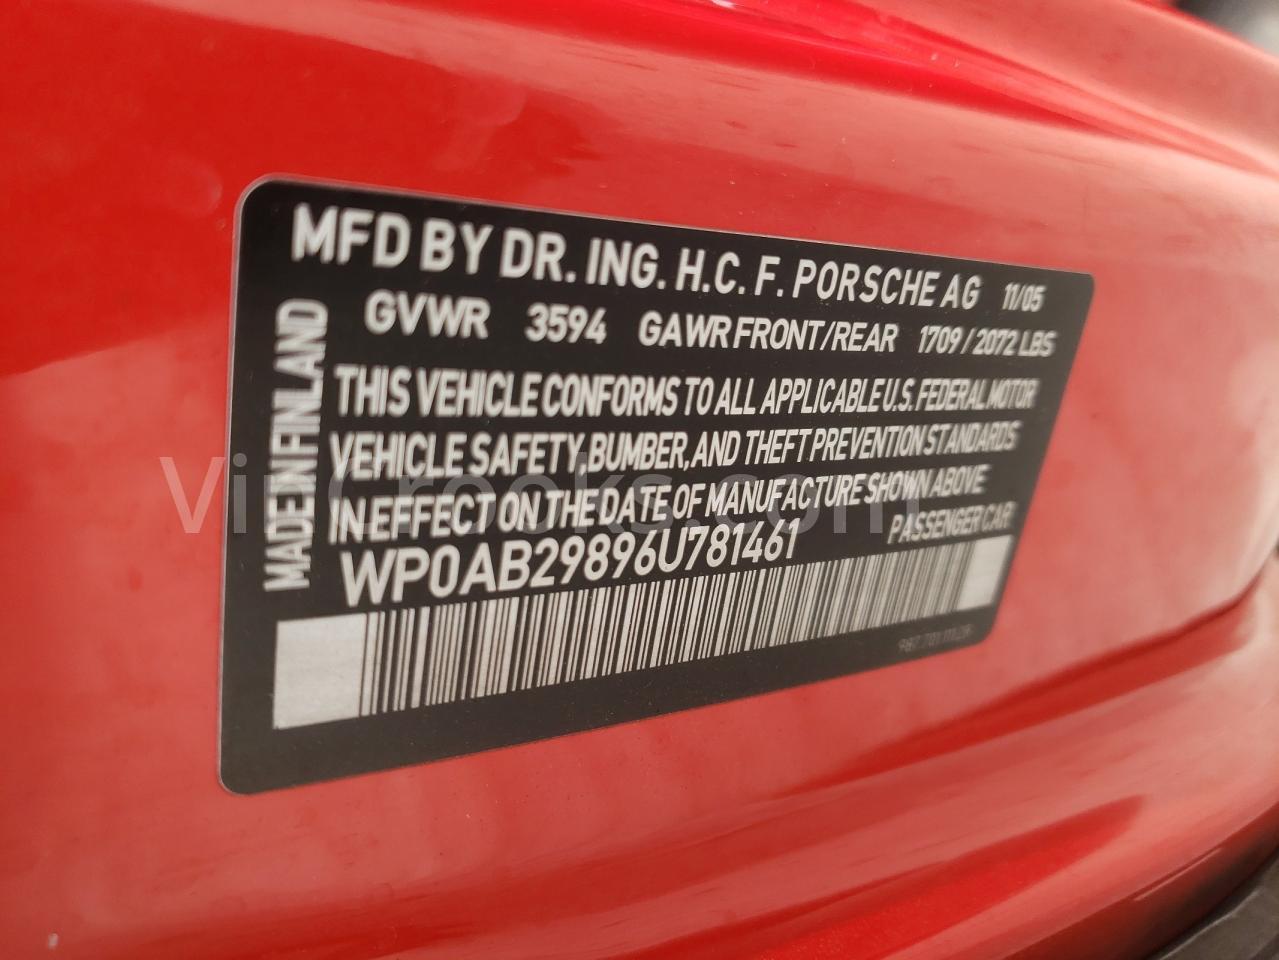 MFD BY DR. ING. H.C. F. PORSCHE AG 11/05
GVWR 3594 GAWR FRONT/REAR 1709 / 2072 LBS
THIS VEHICLE CONFORMS TO ALL APPLICABLE U.S. FEDERAL MOTOR
VEHICLE SAFETY, BUMBER, AND THEFT PREVENTION STANDARDS
IN EFFECT ON THE DATE OF MANUFACTURE SHOWN ABOVE
WP0AB29896U781461 PASSENGER CAR
MADE IN FINLAND